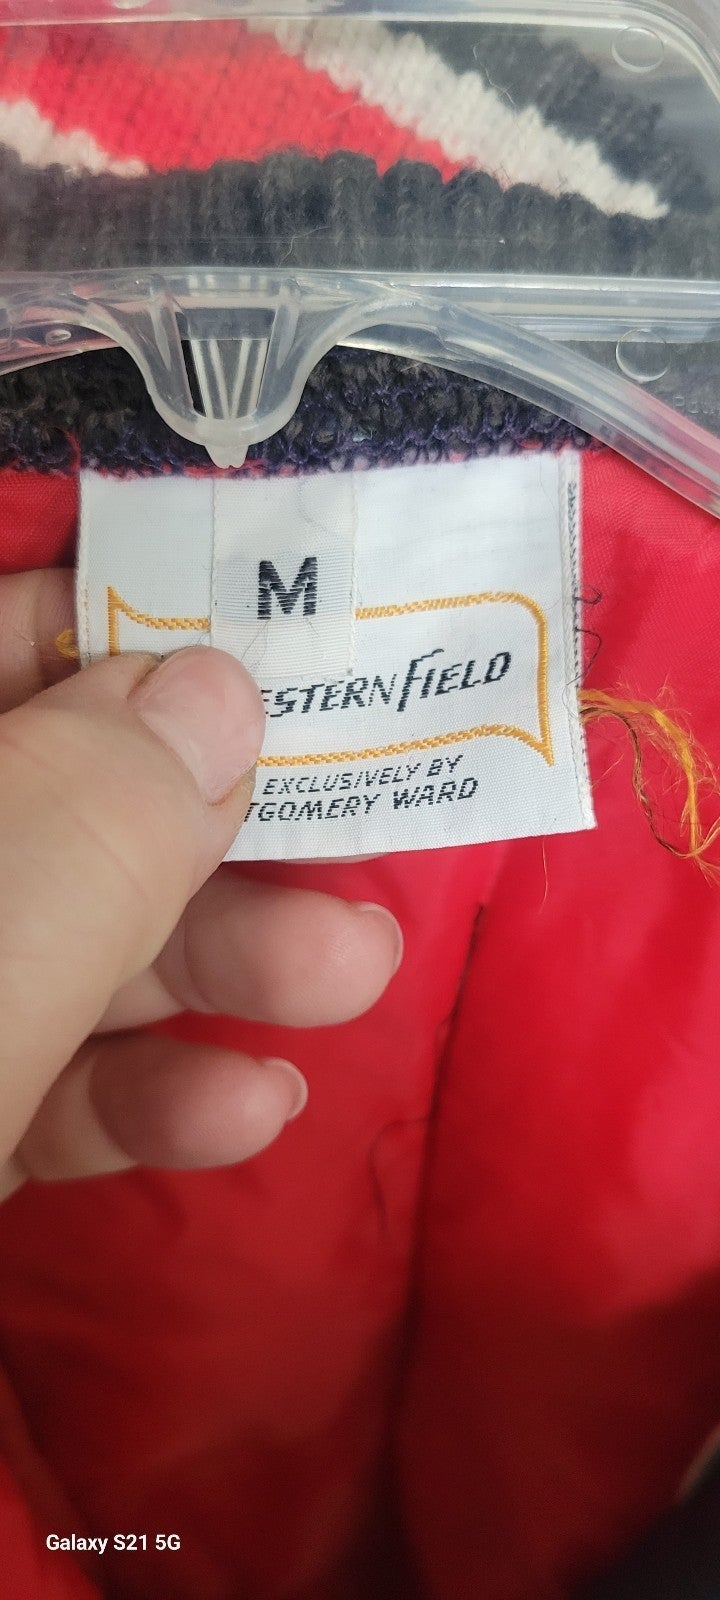 M
ESTERN FIELD
EXCLUSIVELY BY
TGOMERY WARD
Galaxy S21 5G